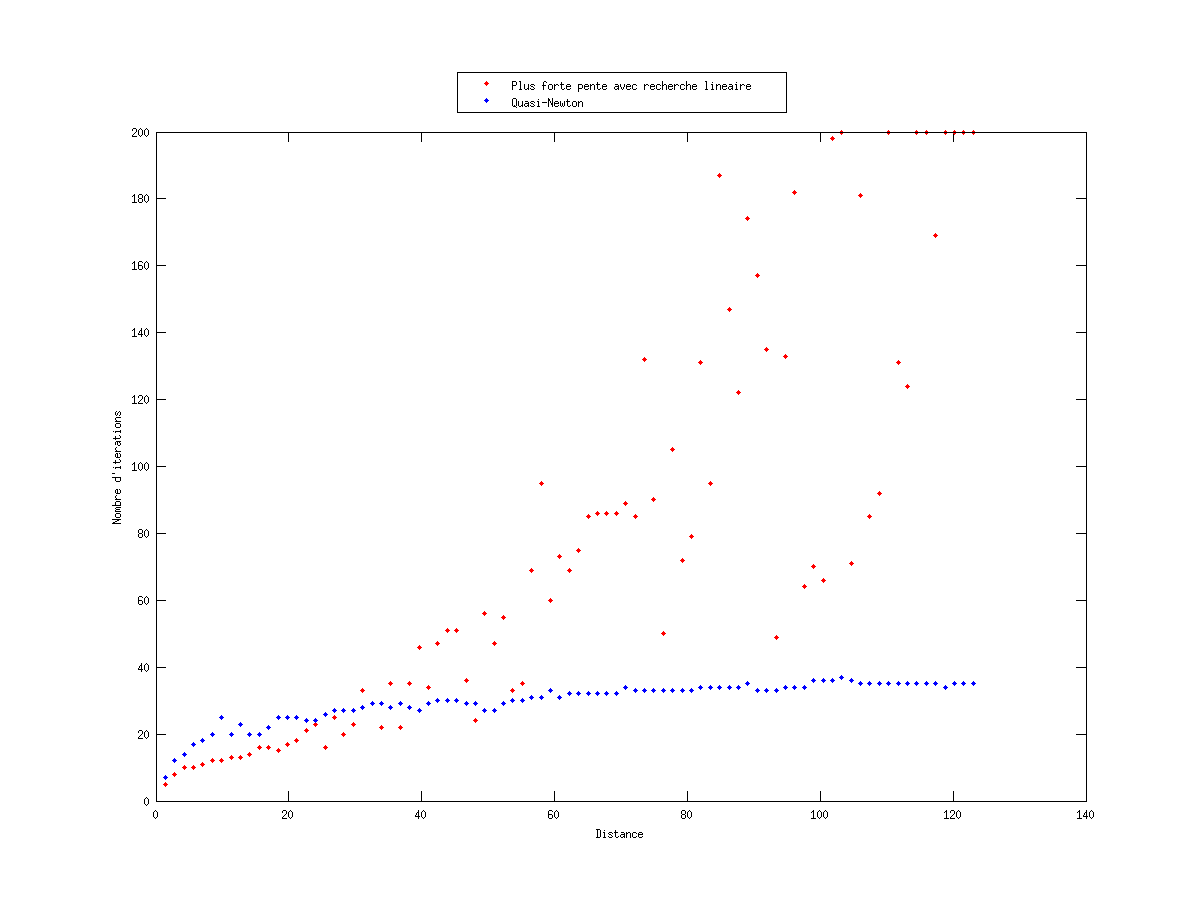 Plus forte pente avec recherche lineaire
Quasi-Newton
200
180
160
140
120
100
80
60
40
20
0
Nombre d'iterations
0 20 40 60 80 100 120 140
Distance